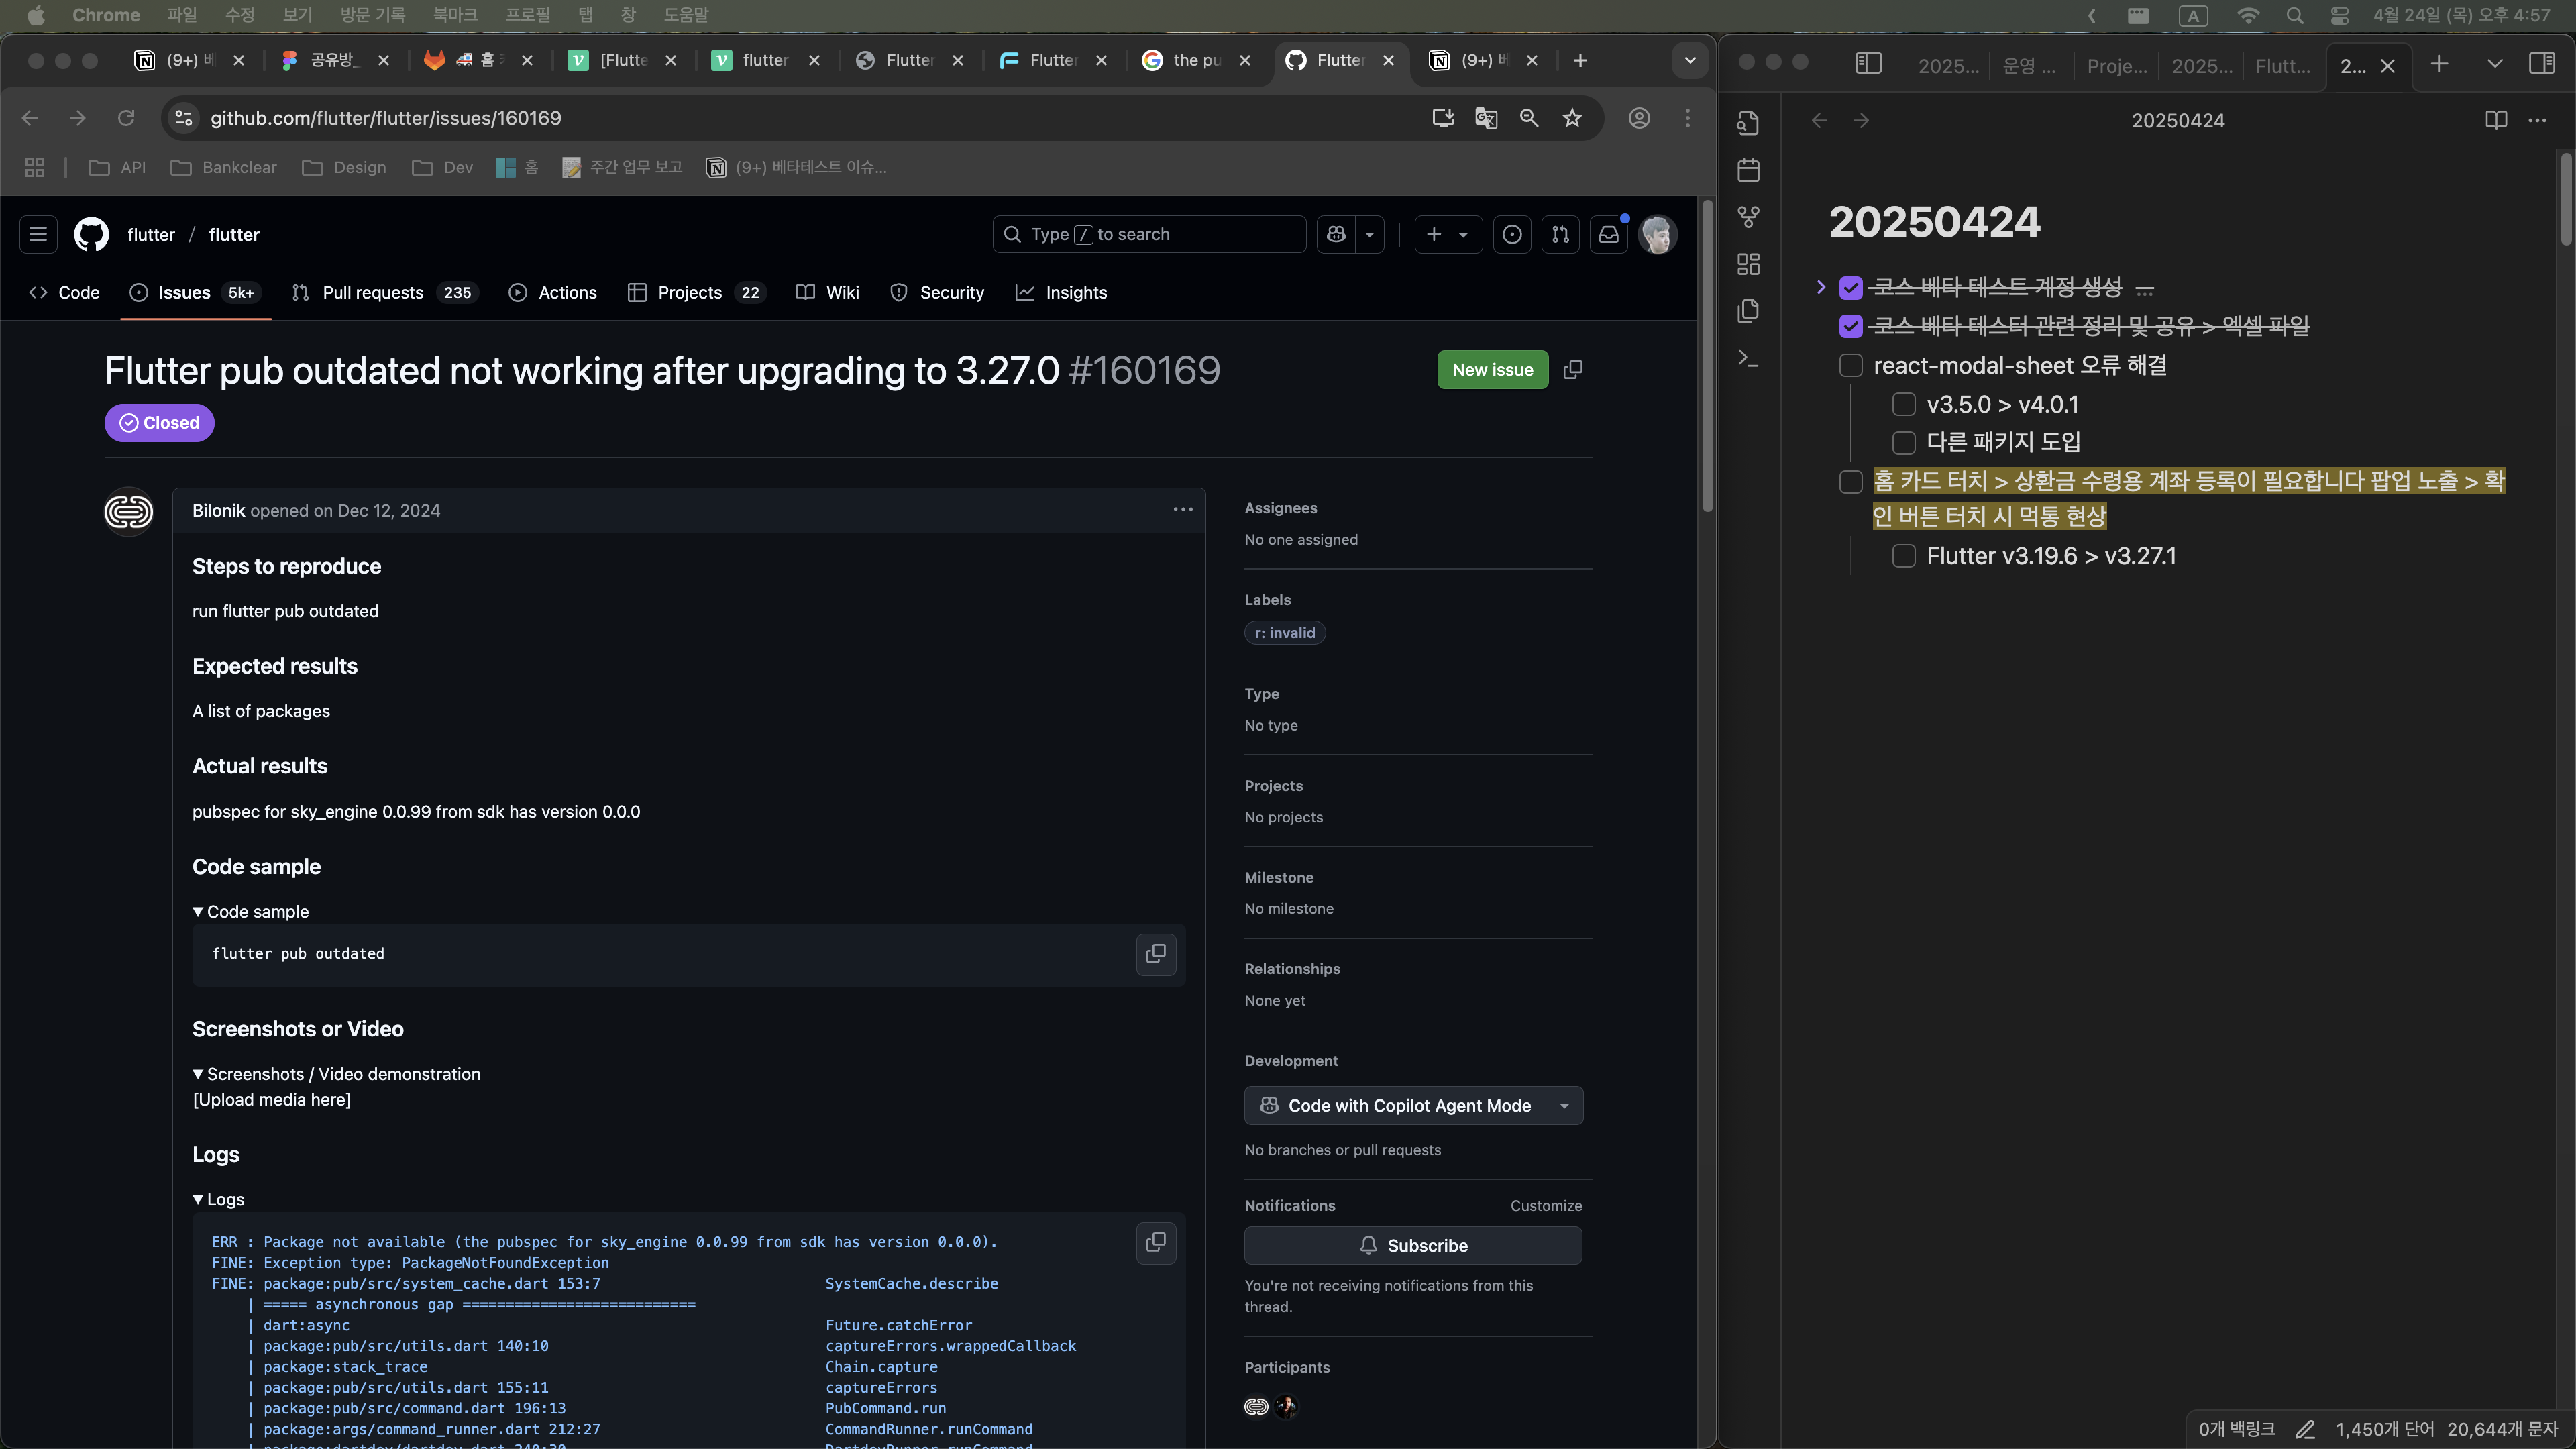 Chrome 파일 수정 보기 방문 기록 북마크 프로필 탭 창 도움말
A 4월 24일 (목) 오후 4:57
(9+) 공유방_ 홈 [Flutte flutter Flutter Flutter the pu Flutter (9+)
github.com/flutter/flutter/issues/160169
API Bankclear Design Dev 홈 주간 업무 보고 (9+) 베타테스트 이슈...
flutter / flutter
Type / to search
Code Issues 5k+ Pull requests 235 Actions Projects 22 Wiki Security Insights
Flutter pub outdated not working after upgrading to 3.27.0 #160169
New issue
Closed
Bilonik opened on Dec 12, 2024
Steps to reproduce
run flutter pub outdated
Expected results
A list of packages
Actual results
pubspec for sky_engine 0.0.99 from sdk has version 0.0.0
Code sample
Code sample
flutter pub outdated
Screenshots or Video
Screenshots / Video demonstration
[Upload media here]
Logs
Logs
ERR : Package not available (the pubspec for sky_engine 0.0.99 from sdk has version 0.0.0).
FINE: Exception type: PackageNotFoundException
FINE: package:pub/src/system_cache.dart 153:7 SystemCache.describe
| ===== asynchronous gap ===========================
| dart:async Future.catchError
| package:pub/src/utils.dart 140:10 captureErrors.wrappedCallback
| package:stack_trace Chain.capture
| package:pub/src/utils.dart 155:11 captureErrors
| package:pub/src/command.dart 196:13 PubCommand.run
| package:args/command_runner.dart 212:27 CommandRunner.runCommand
Assignees
No one assigned
Labels
r: invalid
Type
No type
Projects
No projects
Milestone
No milestone
Relationships
None yet
Development
Code with Copilot Agent Mode
No branches or pull requests
Notifications Customize
Subscribe
You're not receiving notifications from this
thread.
Participants
2025... 운영 ... Proje... 2025... Flutt... 2...
20250424
20250424
코스 베타 테스트 계정 생성 ...
코스 베타 테스터 관련 정리 및 공유 > 엑셀 파일
react-modal-sheet 오류 해결
v3.5.0 > v4.0.1
다른 패키지 도입
홈 카드 터치 > 상환금 수령용 계좌 등록이 필요합니다 팝업 노출 > 확
인 버튼 터치 시 먹통 현상
Flutter v3.19.6 > v3.27.1
0개 백링크 1,450개 단어 20,644개 문자